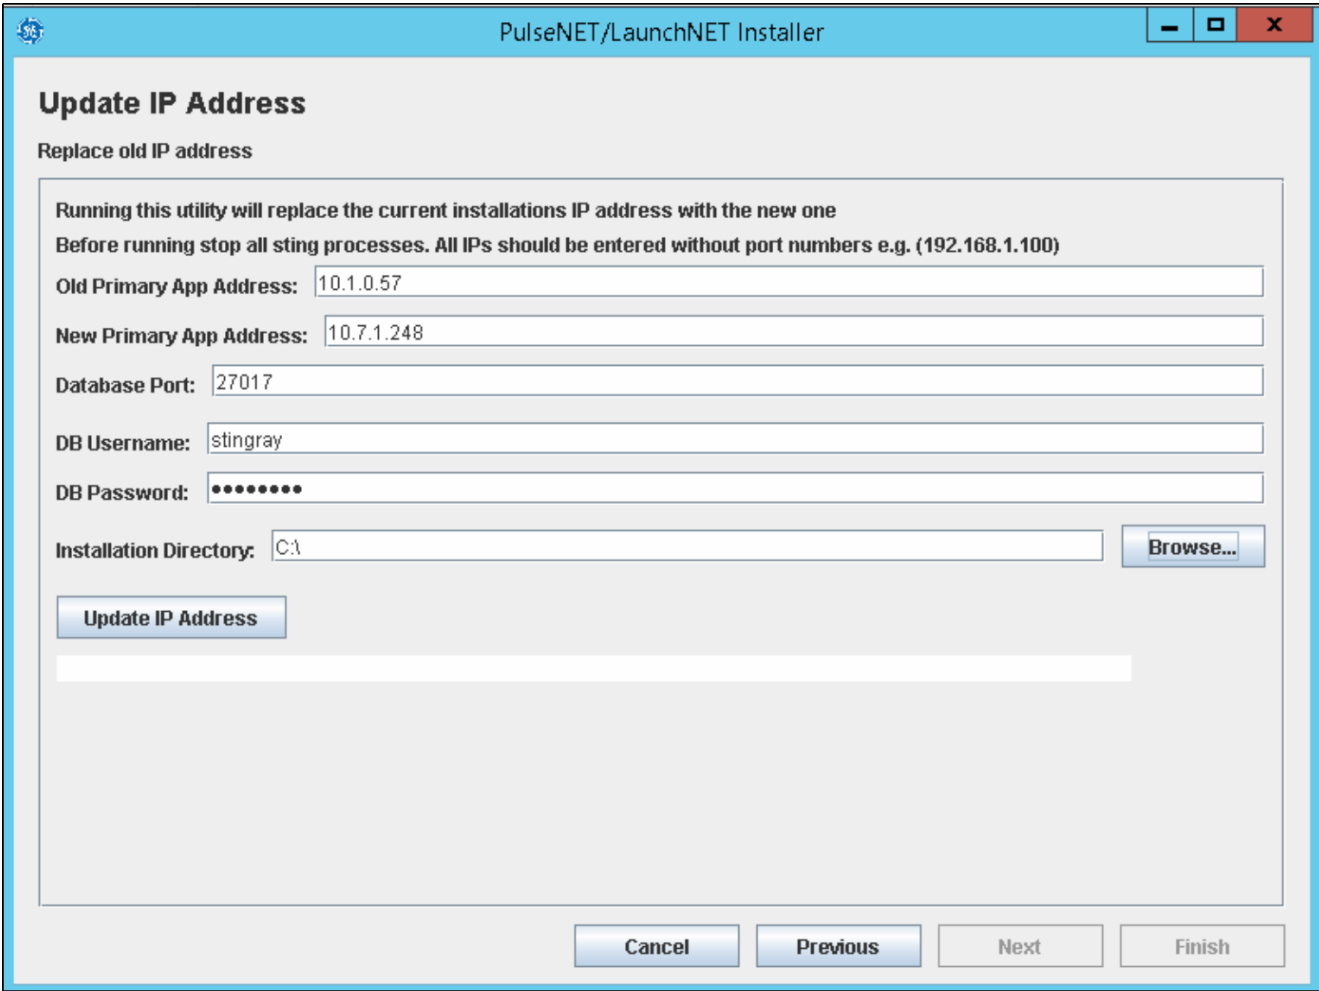 PulseNET/LaunchNET Installer
Update IP Address
Replace old IP address
Running this utility will replace the current installations IP address with the new one
Before running stop all sting processes. All IPs should be entered without port numbers e.g. (192.168.1.100)
Old Primary App Address: 10.1.0.57
New Primary App Address: 10.7.1.248
Database Port: 27017
DB Username: stingray
DB Password: ••••••••
Installation Directory: C:\ Browse...
Update IP Address
Cancel Previous Next Finish